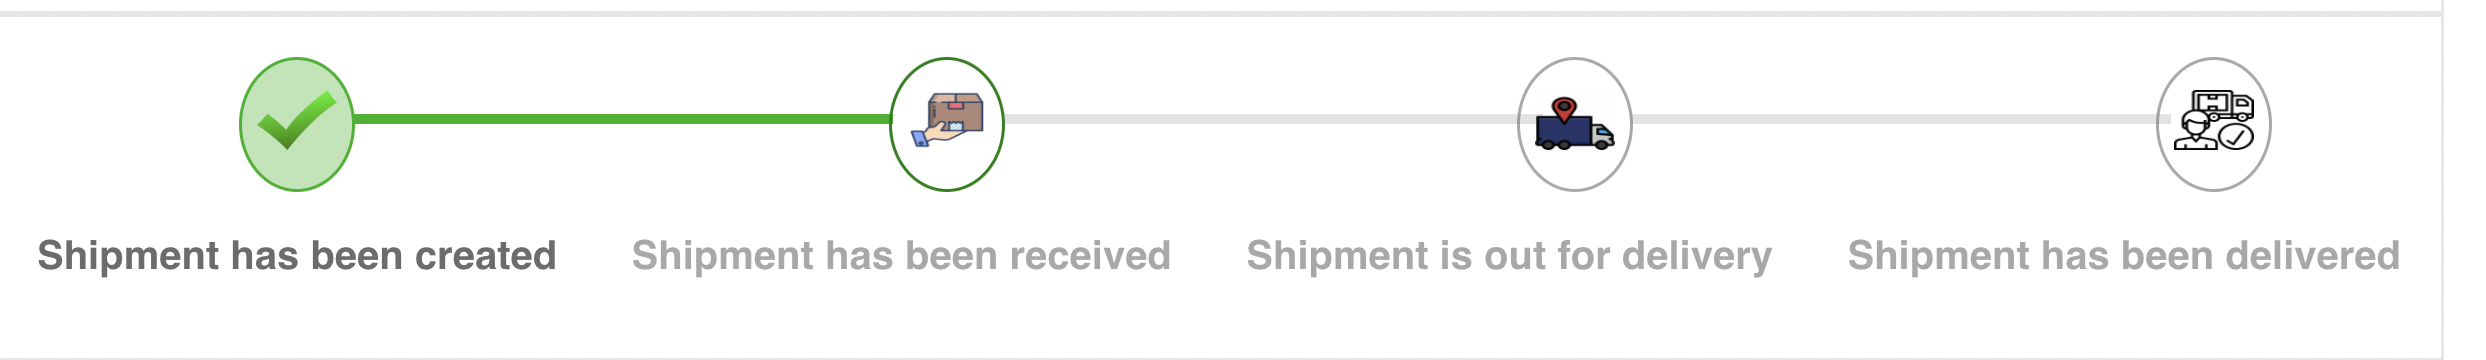 Shipment has been created
Shipment has been received
Shipment is out for delivery
Shipment has been delivered